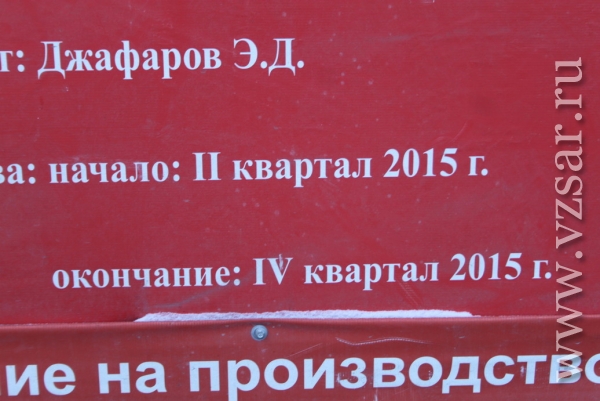 т: Джафаров Э.Д.
ва: начало: II квартал 2015 г.
окончание: IV квартал 2015 г.
ие на производство
www.vzsar.ru